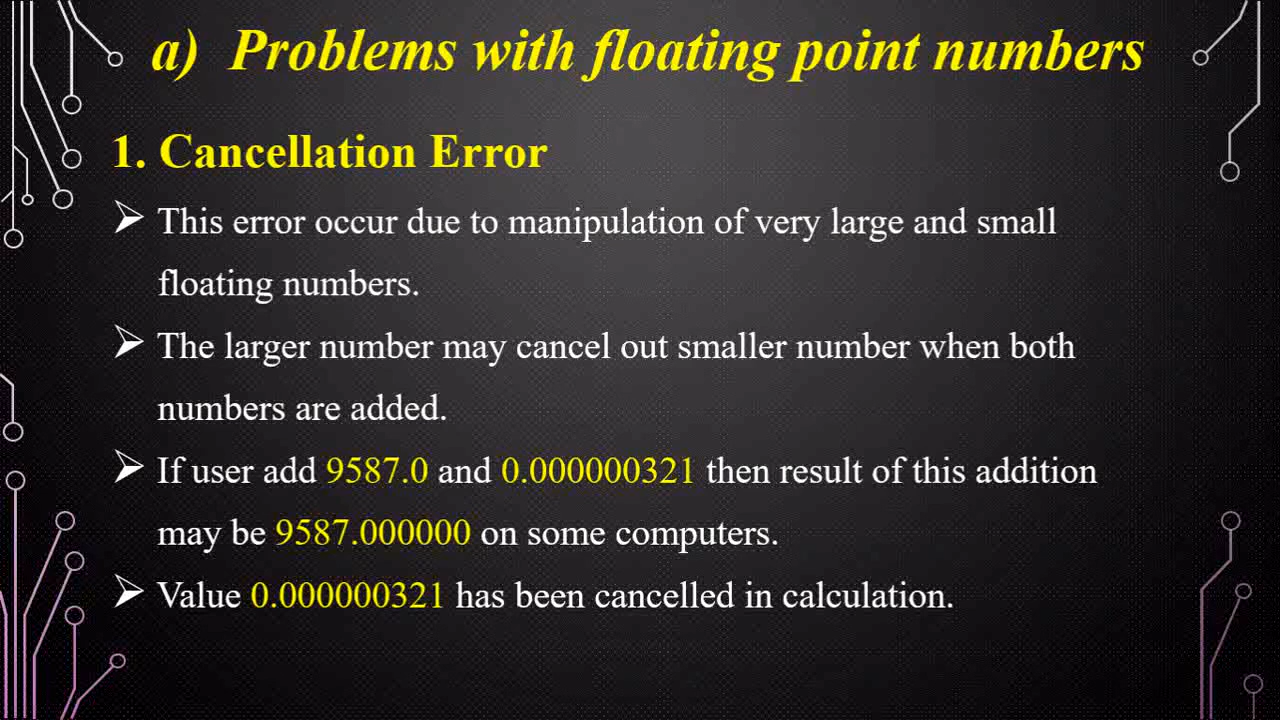 a) Problems with floating point numbers
1. Cancellation Error
➢ This error occur due to manipulation of very large and small
floating numbers.
➢ The larger number may cancel out smaller number when both
numbers are added.
➢ If user add 9587.0 and 0.000000321 then result of this addition
may be 9587.000000 on some computers.
➢ Value 0.000000321 has been cancelled in calculation.